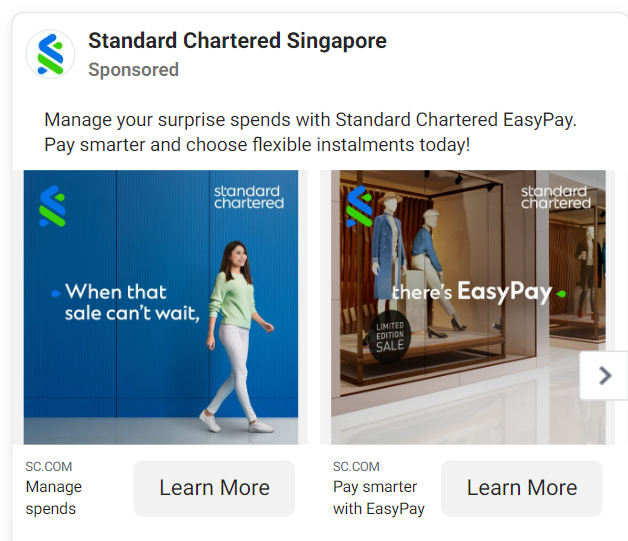 Standard Chartered Singapore
Sponsored
Manage your surprise spends with Standard Chartered EasyPay.
Pay smarter and choose flexible instalments today!
standard
chartered
When that
sale can't wait,
standard
chartered
there's EasyPay
LIMITED
EDITION
SALE
SC.COM
Manage
spends
Learn More
SC.COM
Pay smarter
with EasyPay
Learn More